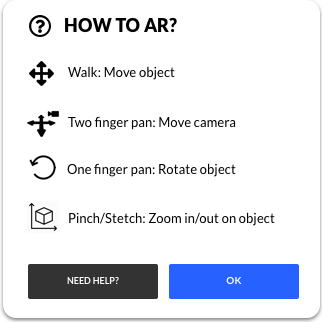 HOW TO AR?
Walk: Move object
Two finger pan: Move camera
One finger pan: Rotate object
Pinch/Stretch: Zoom in/out on object
NEED HELP?
OK